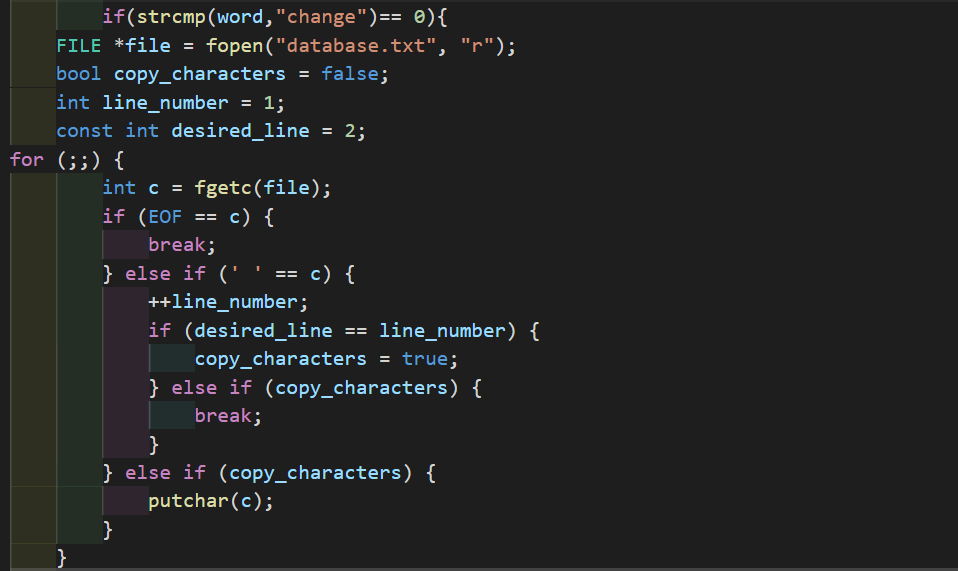 if(strcmp(word,"change")== 0){
FILE *file = fopen("database.txt", "r");
bool copy_characters = false;
int line_number = 1;
const int desired_line = 2;
for (;;) {
int c = fgetc(file);
if (EOF == c) {
break;
} else if (' ' == c) {
++line_number;
if (desired_line == line_number) {
copy_characters = true;
} else if (copy_characters) {
break;
}
} else if (copy_characters) {
putchar(c);
}
}